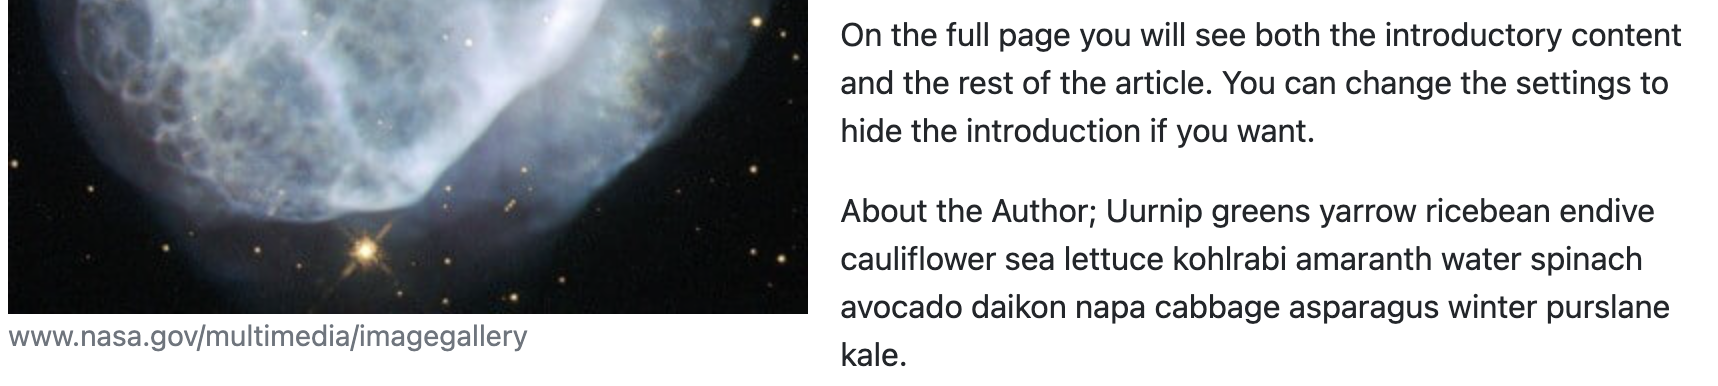 On the full page you will see both the introductory content
and the rest of the article. You can change the settings to
hide the introduction if you want.
About the Author; Uurnip greens yarrow ricebean endive
cauliflower sea lettuce kohlrabi amaranth water spinach
avocado daikon napa cabbage asparagus winter purslane
kale.
www.nasa.gov/multimedia/imagegallery